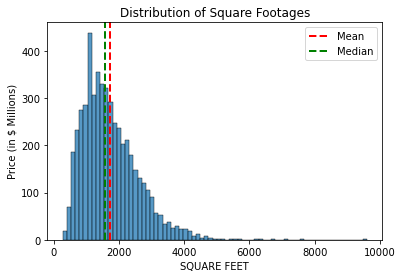 Distribution of Square Footages
Mean
Median
Price (in $ Millions)
400
300
200
100
0
0
2000
4000
6000
8000
10000
SQUARE FEET